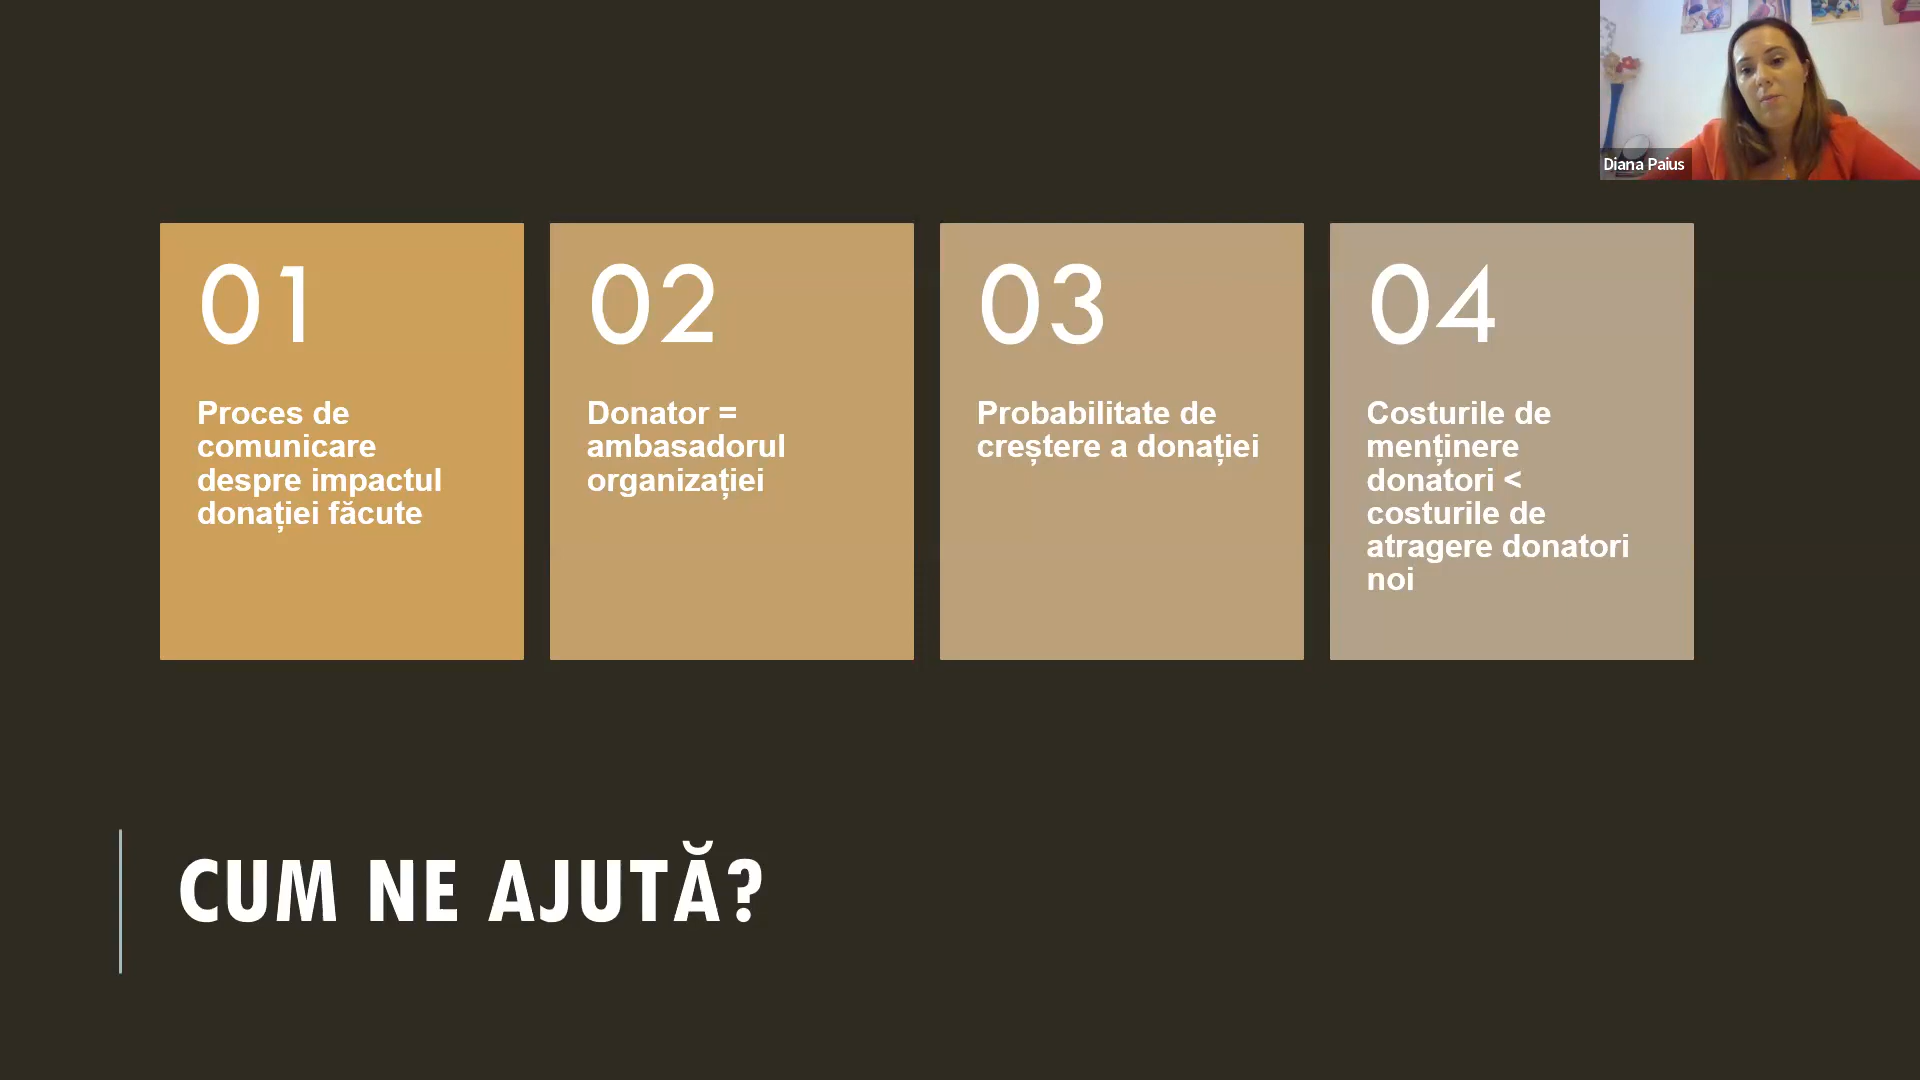 Diana Paius
01
Proces de
comunicare
despre impactul
donației făcute
02
Donator =
ambasadorul
organizației
03
Probabilitate de
creștere a donației
04
Costurile de
menținere
donatori <
costurile de
atragere donatori
noi
CUM NE AJUTĂ?